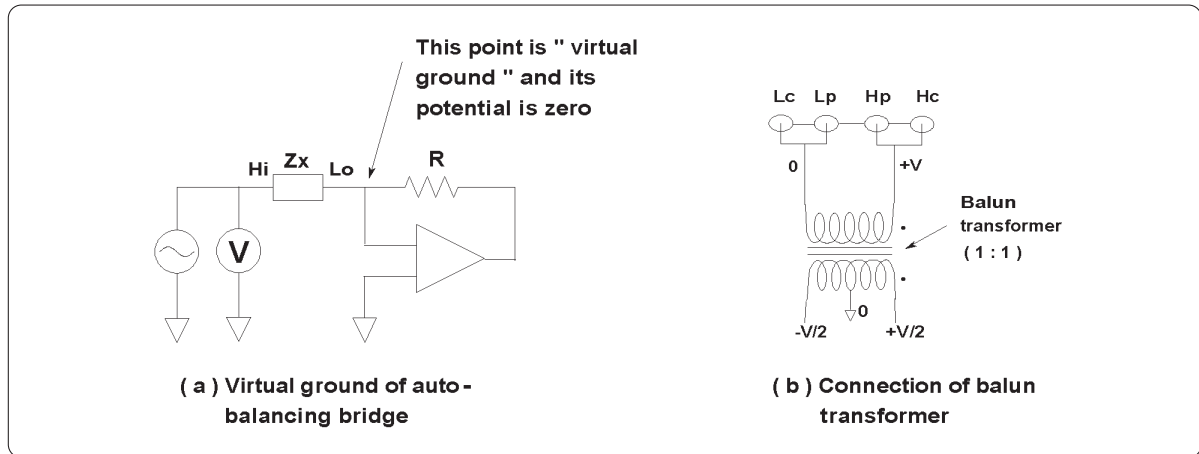 This point is " virtual
ground " and its
potential is zero
Hi
Zx
Lo
R
V
( a ) Virtual ground of auto-
balancing bridge
Lc
Lp
Hp
Hc
0
+V
Balun
transformer
( 1 : 1 )
0
-V/2
+V/2
( b ) Connection of balun
transformer